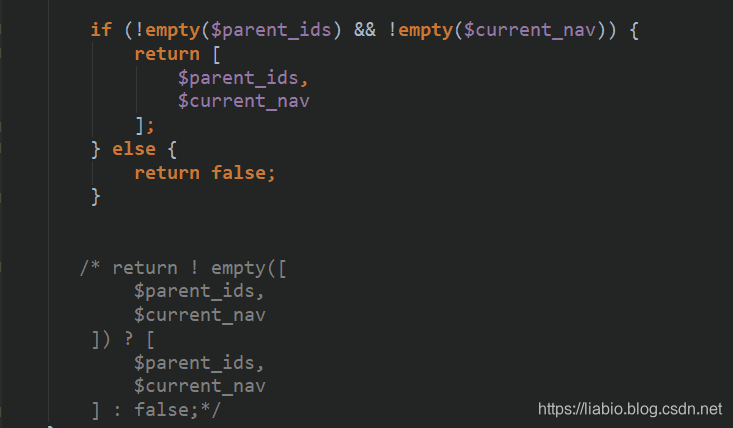 if (!empty($parent_ids) && !empty($current_nav)) {
return [
$parent_ids,
$current_nav
];
} else {
return false;
}
/* return ! empty([
$parent_ids,
$current_nav
]) ? [
$parent_ids,
$current_nav
] : false;*/
https://liabio.blog.csdn.net